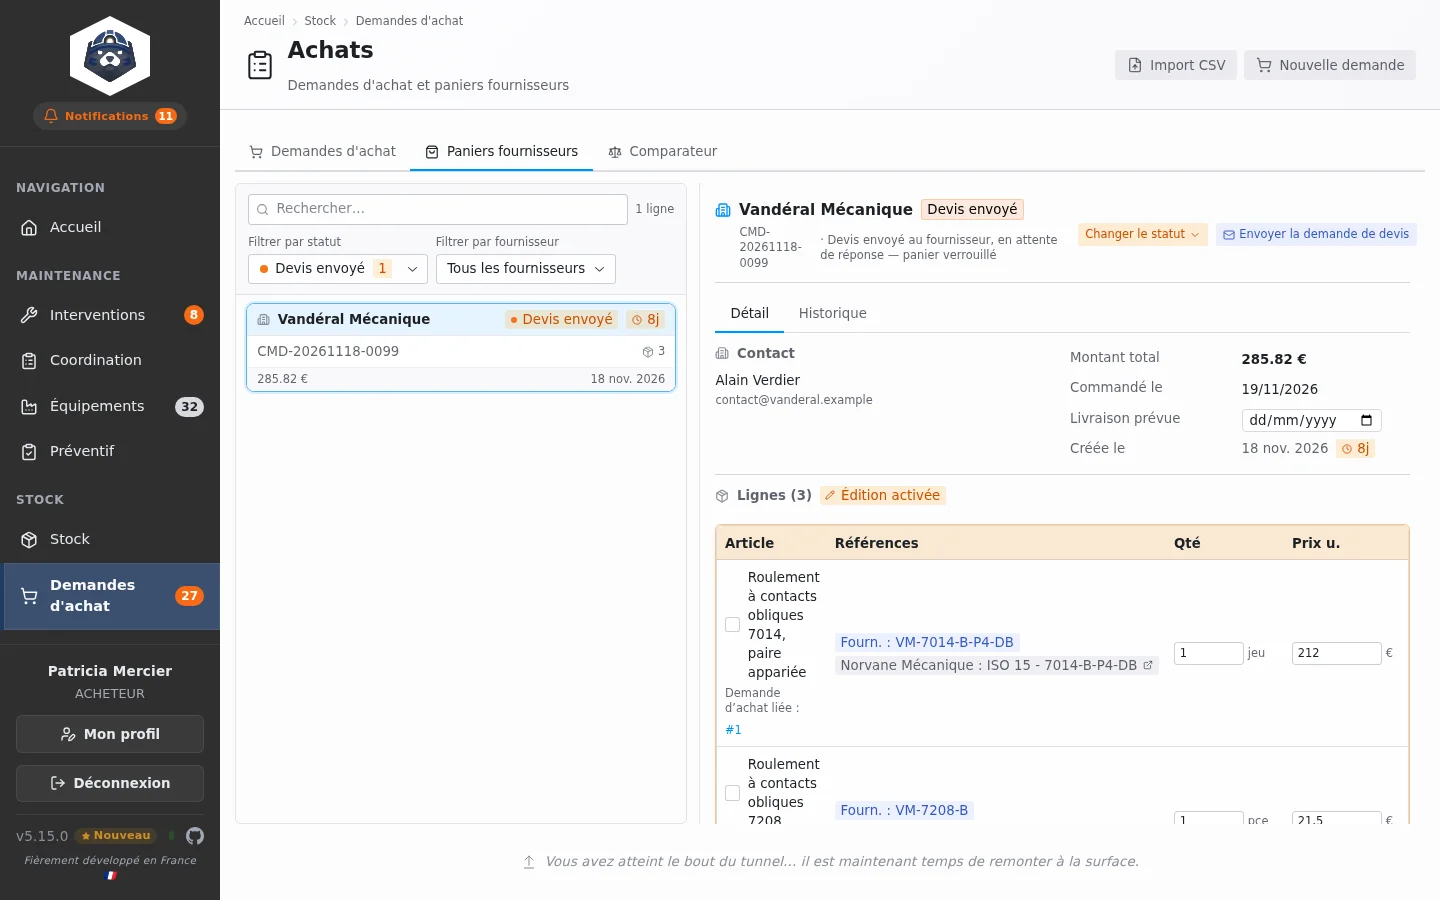 Notifications 11
NAVIGATION
Accueil
MAINTENANCE
Interventions 8
Coordination
Équipements 32
Préventif
STOCK
Stock
Demandes
d'achat 27
Patricia Mercier
ACHETEUR
Mon profil
Déconnexion
v5.15.0 Nouveau
Fièrement développé en France
Accueil Stock Demandes d'achat
Achats
Demandes d'achat et paniers fournisseurs
Import CSV Nouvelle demande
Demandes d'achat Paniers fournisseurs Comparateur
Rechercher... 1 ligne
Filtrer par statut Filtrer par fournisseur
Devis envoyé 1 Tous les fournisseurs
Vandéral Mécanique Devis envoyé 8j
CMD-20261118-0099 3
285.82 € 18 nov. 2026
Vandéral Mécanique Devis envoyé
CMD-
20261118-
0099
· Devis envoyé au fournisseur, en attente
de réponse — panier verrouillé
Changer le statut Envoyer la demande de devis
Détail Historique
Contact
Alain Verdier
contact@vanderal.example
Montant total 285.82 €
Commandé le 19/11/2026
Livraison prévue dd/mm/yyyy
Créée le 18 nov. 2026 8j
Lignes (3) Édition activée
Article Références Qté Prix u.
Roulement
à contacts
obliques
7014,
paire
appariée
Demande
d’achat liée :
#1
Fourn. : VM-7014-B-P4-DB
Norvane Mécanique : ISO 15 - 7014-B-P4-DB
1 jeu 212 €
Roulement
à contacts
obliques
7208
Fourn. : VM-7208-B
1 pce 21.5 €
Vous avez atteint le bout du tunnel... il est maintenant temps de remonter à la surface.